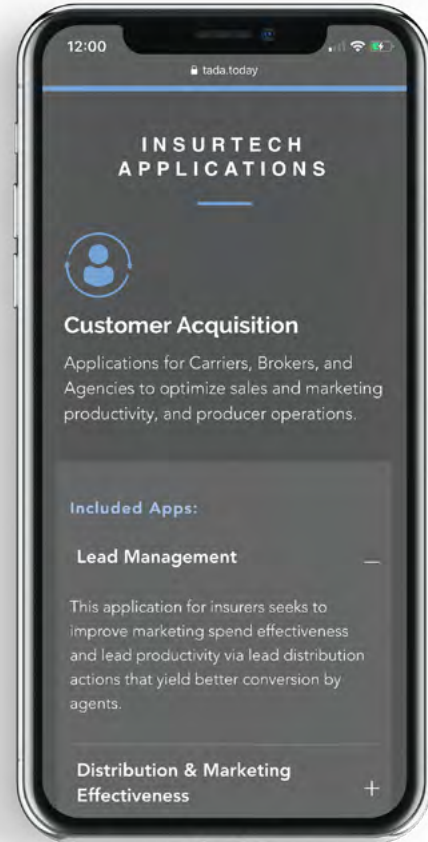 12:00
tada.today
INSURTECH
APPLICATIONS
Customer Acquisition
Applications for Carriers, Brokers, and
Agencies to optimize sales and marketing
productivity, and producer operations.
Included Apps:
Lead Management
This application for insurers seeks to
improve marketing spend effectiveness
and lead productivity via lead distribution
actions that yield better conversion by
agents.
Distribution & Marketing
Effectiveness